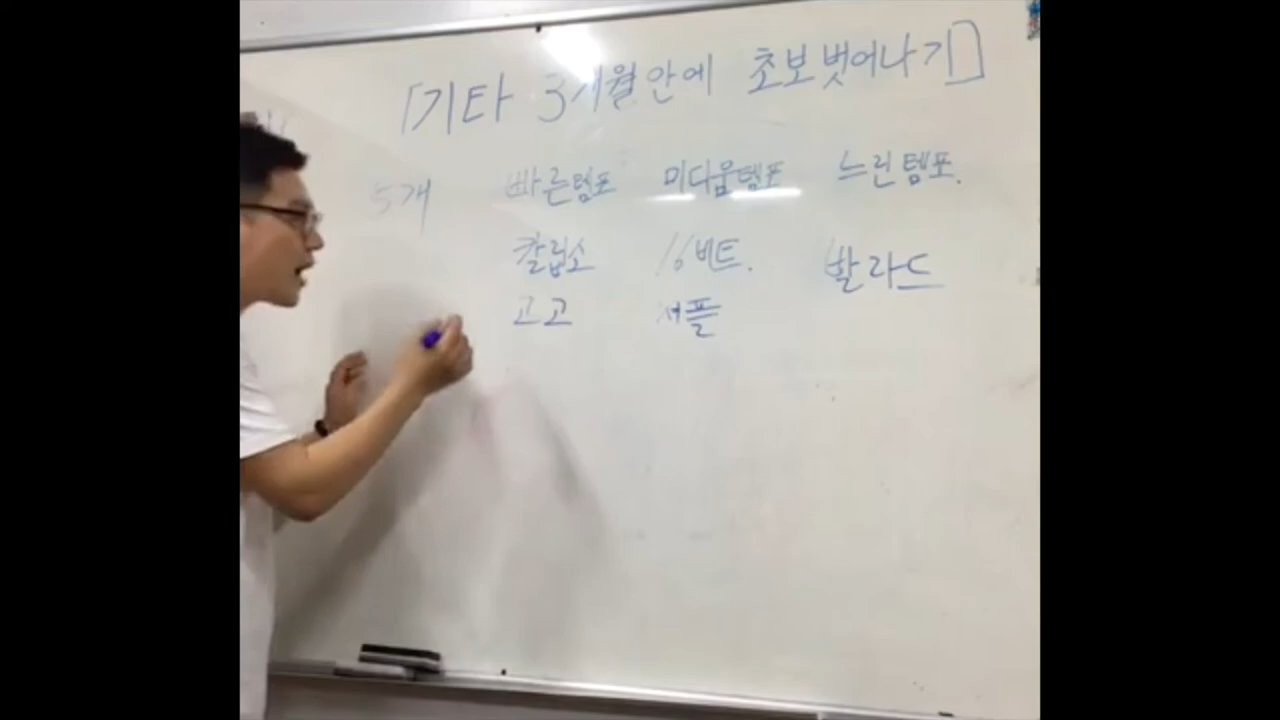 [기타 3개월안에 초보벗어나기]
5개 빠른템포 미디움템포 느린템포.
칼립소 16비트. 발라드
고고 셔플